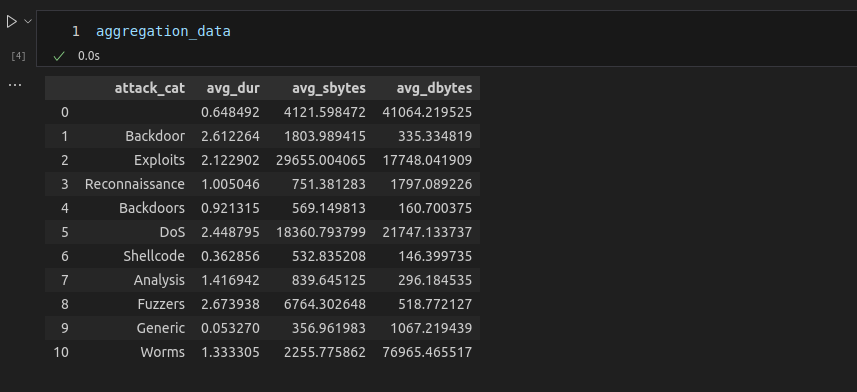 1 aggregation_data
[4] 0.0s
... attack_cat avg_dur avg_sbytes avg_dbytes
0 0.648492 4121.598472 41064.219525
1 Backdoor 2.612264 1803.989415 335.334819
2 Exploits 2.122902 29655.004065 17748.041909
3 Reconnaissance 1.005046 751.381283 1797.089226
4 Backdoors 0.921315 569.149813 160.700375
5 DoS 2.448795 18360.793799 21747.133737
6 Shellcode 0.362856 532.835208 146.399735
7 Analysis 1.416942 839.645125 296.184535
8 Fuzzers 2.673938 6764.302648 518.772127
9 Generic 0.053270 356.961983 1067.219439
10 Worms 1.333305 2255.775862 76965.465517